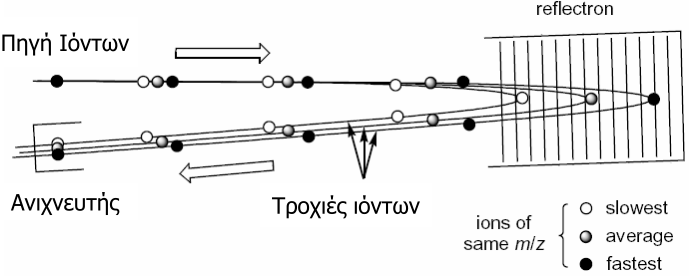 reflectron
Πηγή Ιόντων
Ανιχνευτής
Τροχιές ιόντων
ions of
same m/z
slowest
average
fastest